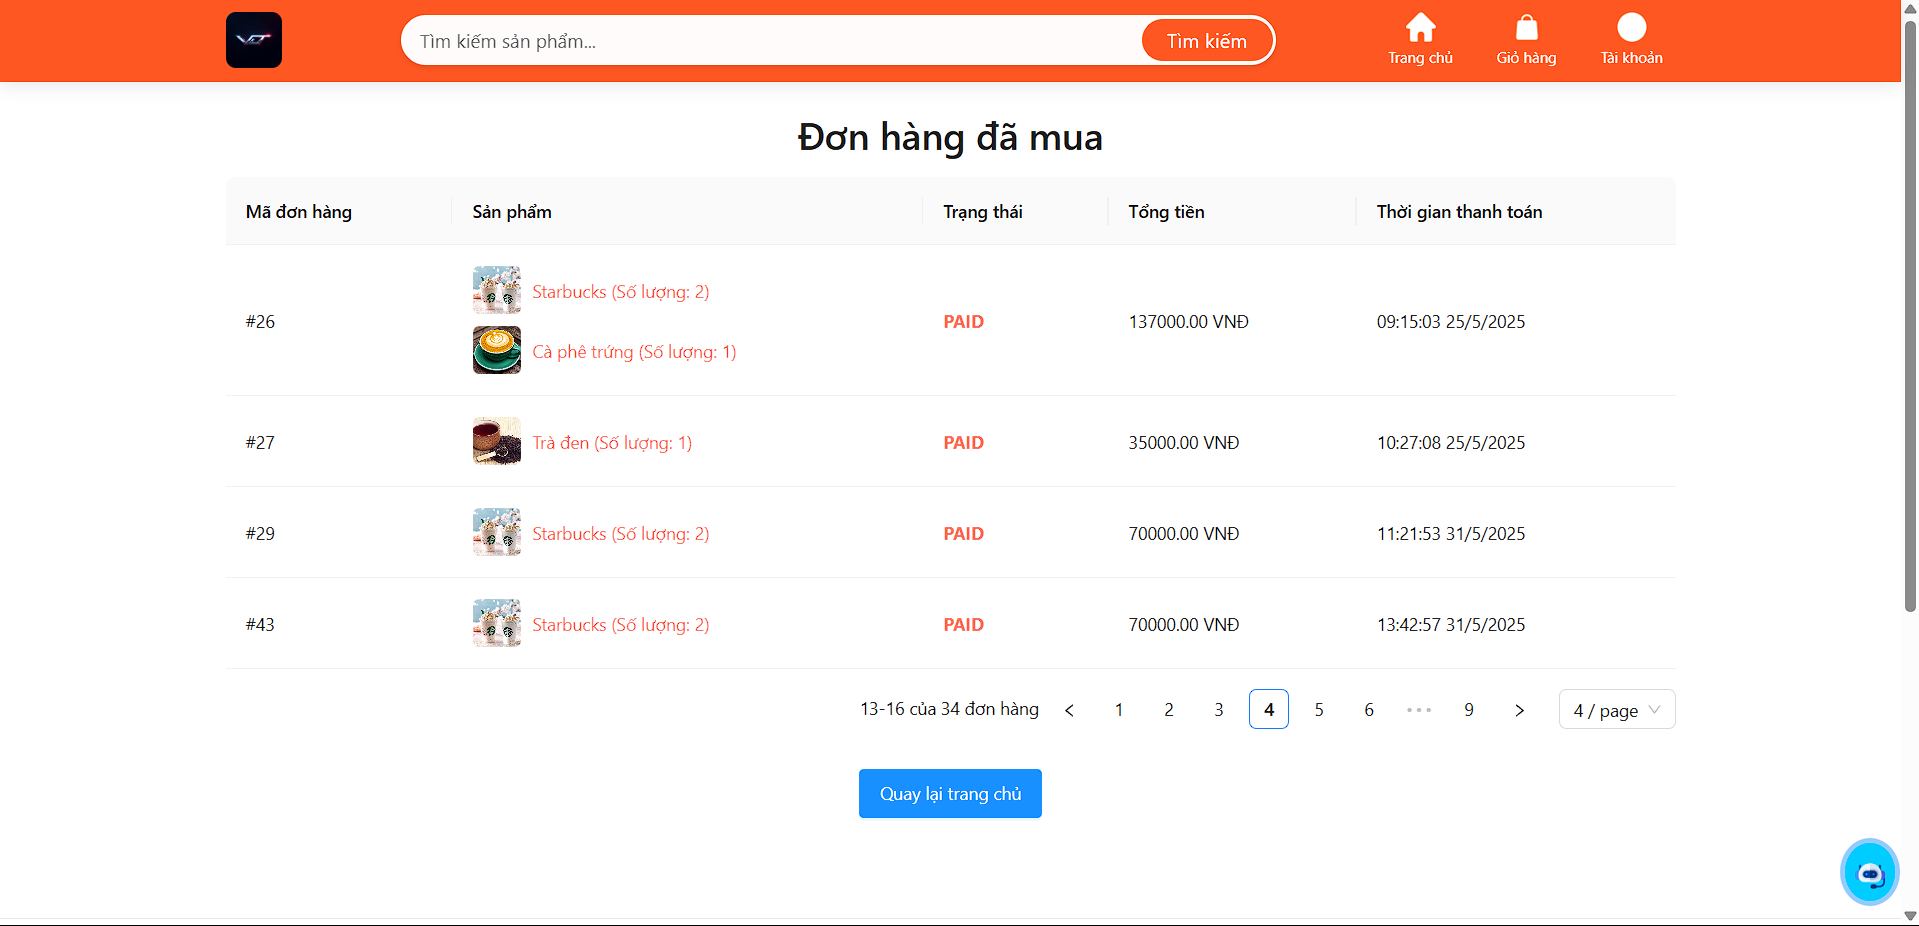 VDT
Tìm kiếm sản phẩm...
Tìm kiếm
Trang chủ
Giỏ hàng
Tài khoản
Đơn hàng đã mua
Mã đơn hàng Sản phẩm Trạng thái Tổng tiền Thời gian thanh toán
#26 Starbucks (Số lượng: 2) Cà phê trứng (Số lượng: 1) PAID 137000.00 VNĐ 09:15:03 25/5/2025
#27 Trà đen (Số lượng: 1) PAID 35000.00 VNĐ 10:27:08 25/5/2025
#29 Starbucks (Số lượng: 2) PAID 70000.00 VNĐ 11:21:53 31/5/2025
#43 Starbucks (Số lượng: 2) PAID 70000.00 VNĐ 13:42:57 31/5/2025
13-16 của 34 đơn hàng < 1 2 3 4 5 6 ••• 9 > 4 / page
Quay lại trang chủ